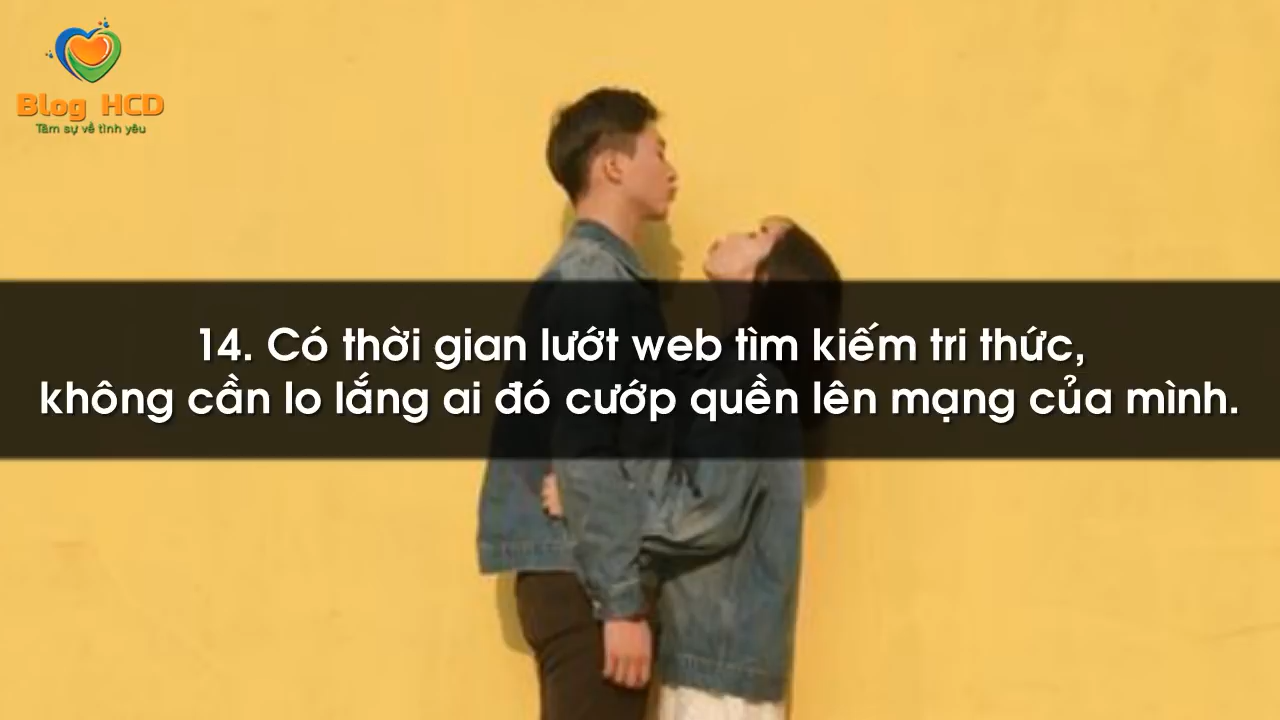 Blog HCD
Tâm sự về tình yêu
14. Có thời gian lướt web tìm kiếm tri thức,
không cần lo lắng ai đó cướp quền lên mạng của mình.